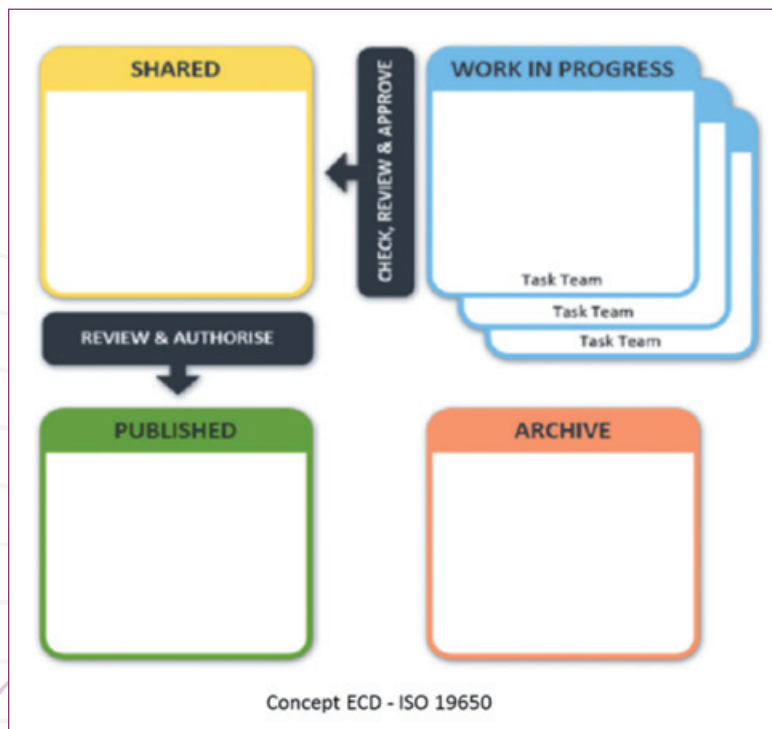 SHARED
CHECK, REVIEW & APPROVE
WORK IN PROGRESS
Task Team
Task Team
Task Team
REVIEW & AUTHORISE
PUBLISHED
ARCHIVE
Concept ECD - ISO 19650